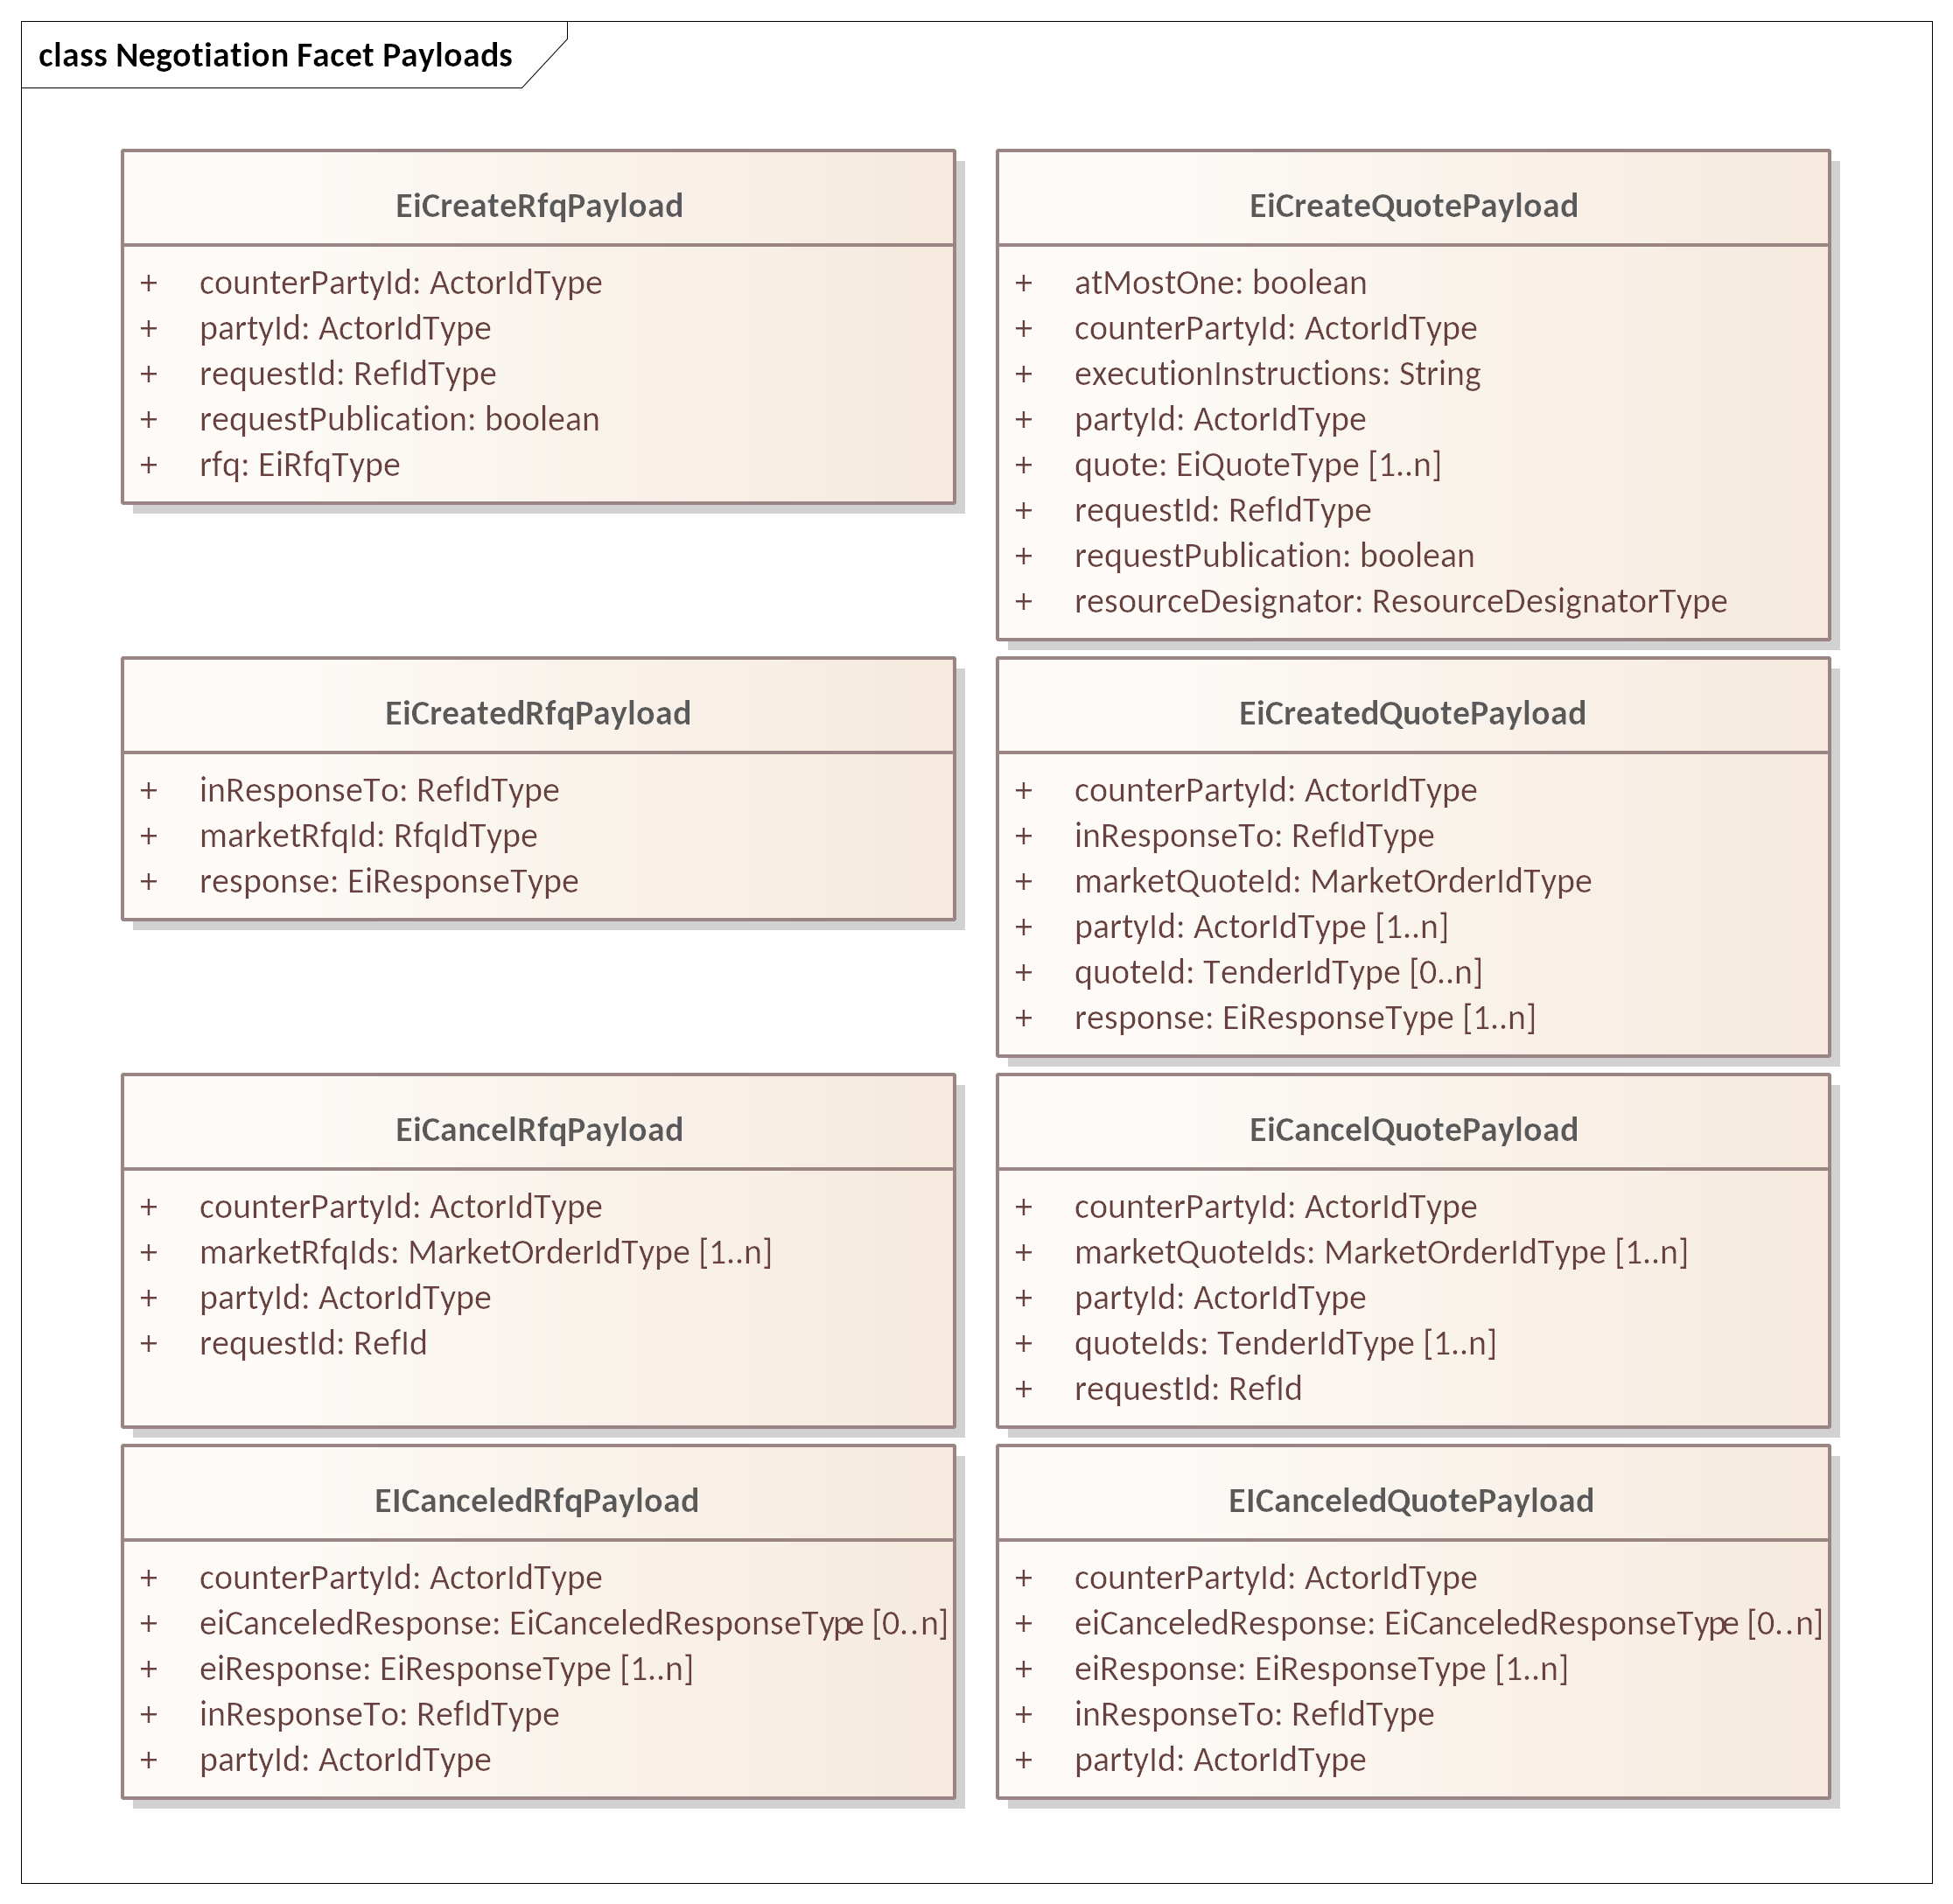 class Negotiation Facet Payloads
EiCreateRfqPayload
+ counterPartyId: ActorIdType
+ partyId: ActorIdType
+ requestId: RefIdType
+ requestPublication: boolean
+ rfq: EiRfqType
EiCreateQuotePayload
+ atMostOne: boolean
+ counterPartyId: ActorIdType
+ executionInstructions: String
+ partyId: ActorIdType
+ quote: EiQuoteType [1..n]
+ requestId: RefIdType
+ requestPublication: boolean
+ resourceDesignator: ResourceDesignatorType
EiCreatedRfqPayload
+ inResponseTo: RefIdType
+ marketRfqId: RfqIdType
+ response: EiResponseType
EiCreatedQuotePayload
+ counterPartyId: ActorIdType
+ inResponseTo: RefIdType
+ marketQuoteId: MarketOrderIdType
+ partyId: ActorIdType [1..n]
+ quoteId: TenderIdType [0..n]
+ response: EiResponseType [1..n]
EiCancelRfqPayload
+ counterPartyId: ActorIdType
+ marketRfqIds: MarketOrderIdType [1..n]
+ partyId: ActorIdType
+ requestId: RefId
EiCancelQuotePayload
+ counterPartyId: ActorIdType
+ marketQuoteIds: MarketOrderIdType [1..n]
+ partyId: ActorIdType
+ quoteIds: TenderIdType [1..n]
+ requestId: RefId
EICanceledRfqPayload
+ counterPartyId: ActorIdType
+ eiCanceledResponse: EiCanceledResponseType [0..n]
+ eiResponse: EiResponseType [1..n]
+ inResponseTo: RefIdType
+ partyId: ActorIdType
EICanceledQuotePayload
+ counterPartyId: ActorIdType
+ eiCanceledResponse: EiCanceledResponseType [0..n]
+ eiResponse: EiResponseType [1..n]
+ inResponseTo: RefIdType
+ partyId: ActorIdType